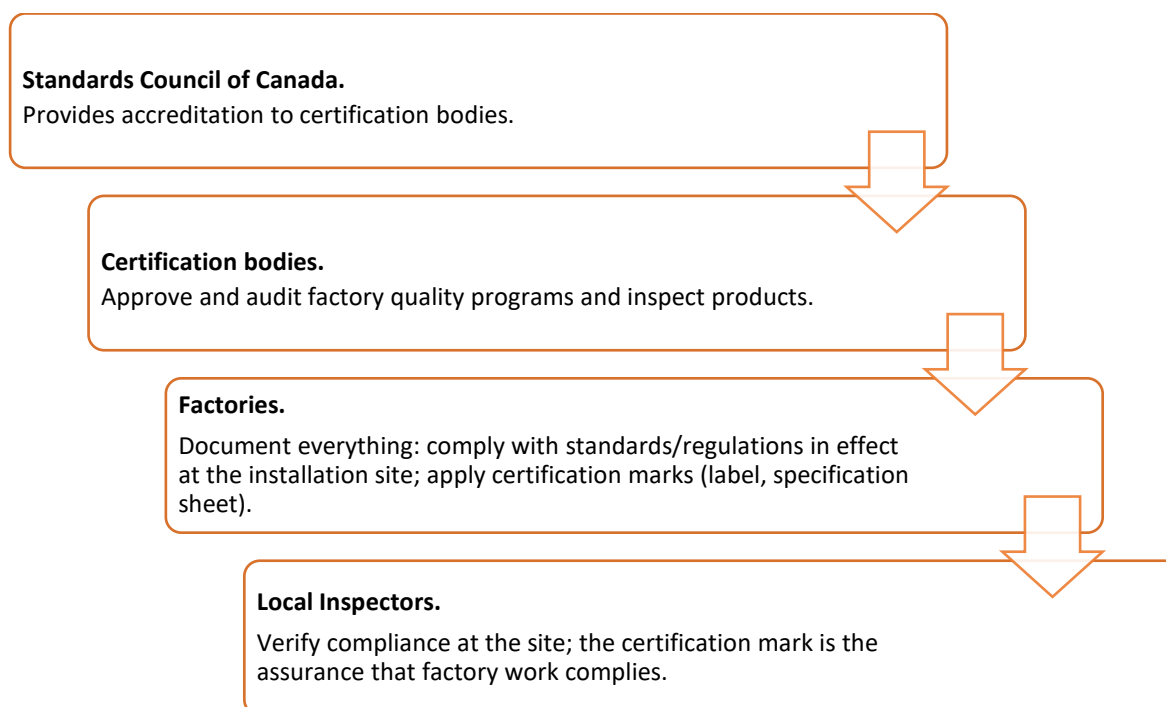 Standards Council of Canada.
Provides accreditation to certification bodies.
Certification bodies.
Approve and audit factory quality programs and inspect products.
Factories.
Document everything: comply with standards/regulations in effect
at the installation site; apply certification marks (label, specification
sheet).
Local Inspectors.
Verify compliance at the site; the certification mark is the
assurance that factory work complies.